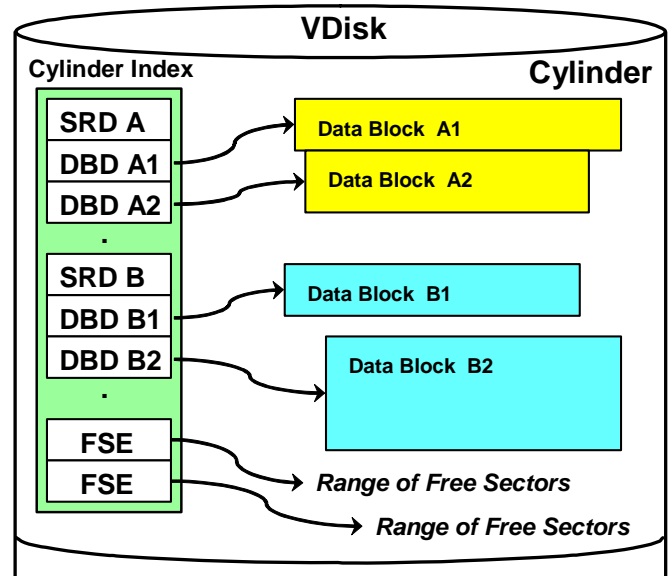 VDisk
Cylinder Index
Cylinder
SRD A
DBD A1
DBD A2
.
SRD B
DBD B1
DBD B2
.
FSE
FSE
Data Block A1
Data Block A2
Data Block B1
Data Block B2
Range of Free Sectors
Range of Free Sectors